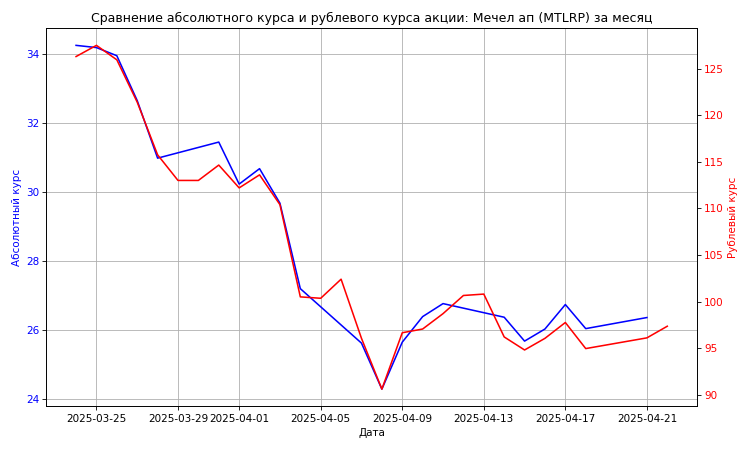 Сравнение абсолютного курса и рублевого курса акции: Мечел ап (MTLRP) за месяц
Абсолютный курс
34
32
30
28
26
24
125
120
115
110
105
100
95
90
Рублевый курс
2025-03-25 2025-03-29 2025-04-01 2025-04-05 2025-04-09 2025-04-13 2025-04-17 2025-04-21
Дата